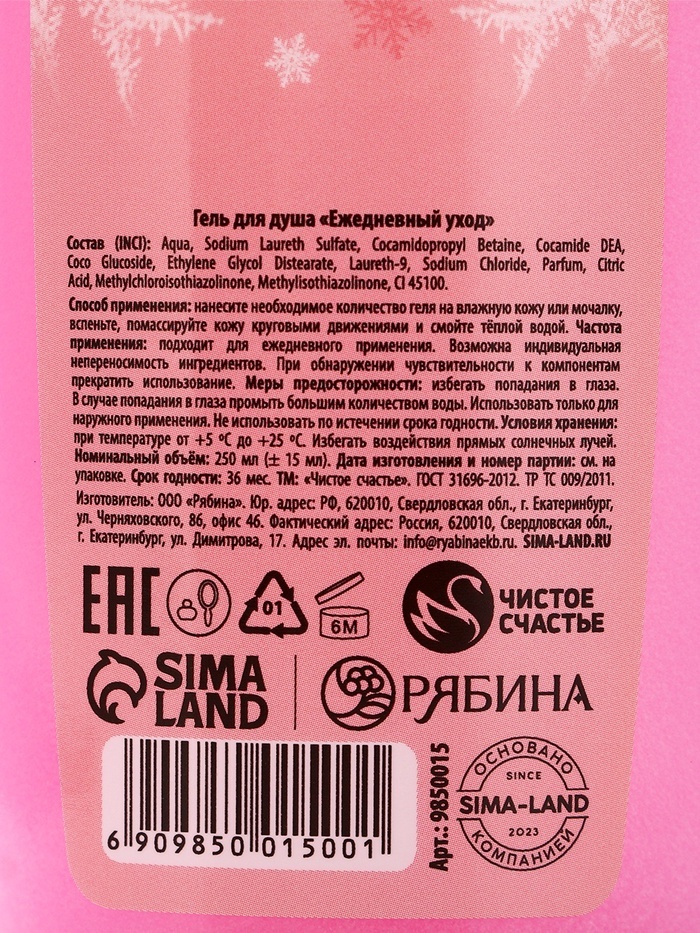 Гель для душа «Ежедневный уход»
Состав (INCI): Aqua, Sodium Laureth Sulfate, Cocamidopropyl Betaine, Cocamide DEA,
Coco Glucoside, Ethylene Glycol Distearate, Laureth-9, Sodium Chloride, Parfum, Citric
Acid, Methylchloroisothiazolinone, Methylisothiazolinone, CI 45100.
Способ применения: нанесите необходимое количество геля на влажную кожу или мочалку,
вспеньте, помассируйте кожу круговыми движениями и смойте тёплой водой. Частота
применения: подходит для ежедневного применения. Возможна индивидуальная
непереносимость ингредиентов. При обнаружении чувствительности к компонентам
прекратить использование. Меры предосторожности: избегать попадания в глаза.
В случае попадания в глаза промыть большим количеством воды. Использовать только для
наружного применения. Не использовать по истечении срока годности. Условия хранения:
при температуре от +5 ºС до +25 ºС. Избегать воздействия прямых солнечных лучей.
Номинальный объём: 250 мл (± 15 мл). Дата изготовления и номер партии: см. на
упаковке. Срок годности: 36 мес. ТМ: «Чистое счастье». ГОСТ 31696-2012. ТР ТС 009/2011.
Изготовитель: ООО «Рябина». Юр. адрес: РФ, 620010, Свердловская обл., г. Екатеринбург,
ул. Черняховского, 86, офис 46. Фактический адрес: Россия, 620010, Свердловская обл.,
г. Екатеринбург, ул. Димитрова, 17. Адрес эл. почты: info@ryabinaekb.ru. SIMA-LAND.RU
EAC
01
6M
ЧИСТОЕ
СЧАСТЬЕ
SIMA
LAND
РЯБИНА
6 909850 015001
Арт.: 9850015
ОСНОВАНО
SINCE
SIMA-LAND
2023
КОМПАНИЕЙ